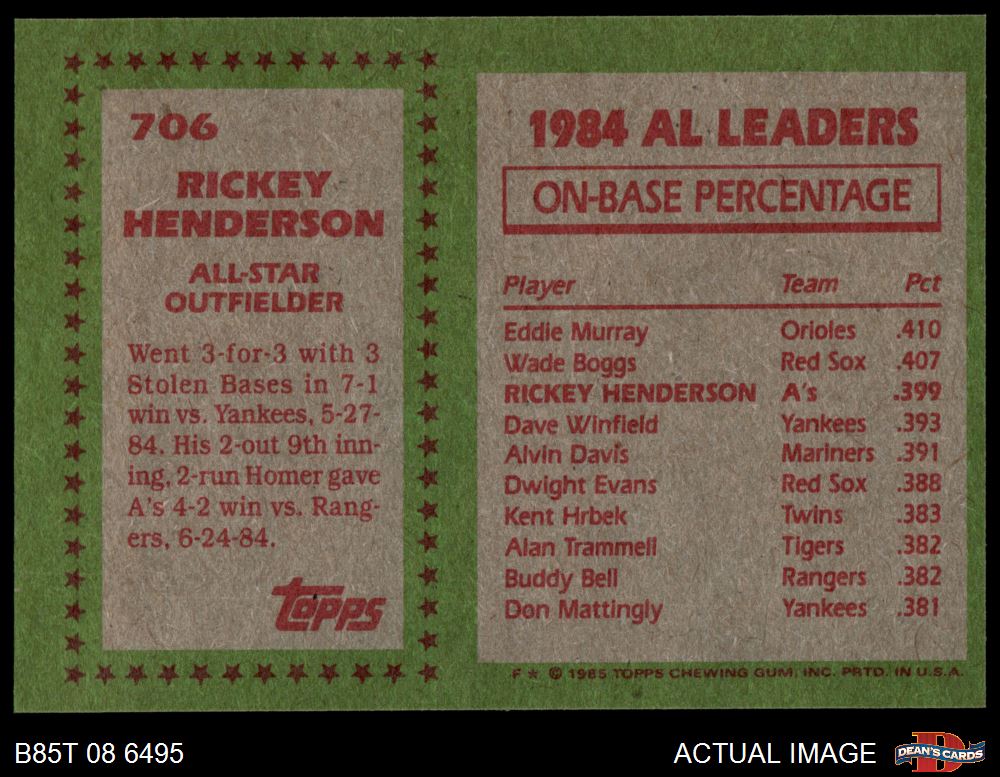 706
RICKEY
HENDERSON
ALL-STAR
OUTFIELDER
Went 3-for-3 with 3
Stolen Bases in 7-1
win vs. Yankees, 5-27-
84. His 2-out 9th inn-
ing, 2-run Homer gave
A's 4-2 win vs. Rang-
ers, 6-24-84.
topps
1984 AL LEADERS
ON-BASE PERCENTAGE
Player Team Pct
Eddie Murray Orioles .410
Wade Boggs Red Sox .407
RICKEY HENDERSON A's .399
Dave Winfield Yankees .393
Alvin Davis Mariners .391
Dwight Evans Red Sox .388
Kent Hrbek Twins .383
Alan Trammell Tigers .382
Buddy Bell Rangers .382
Don Mattingly Yankees .381
F * © 1985 TOPPS CHEWING GUM, INC. PRTD. IN U.S.A.
B85T 08 6495
ACTUAL IMAGE
D
DEAN'S CARDS